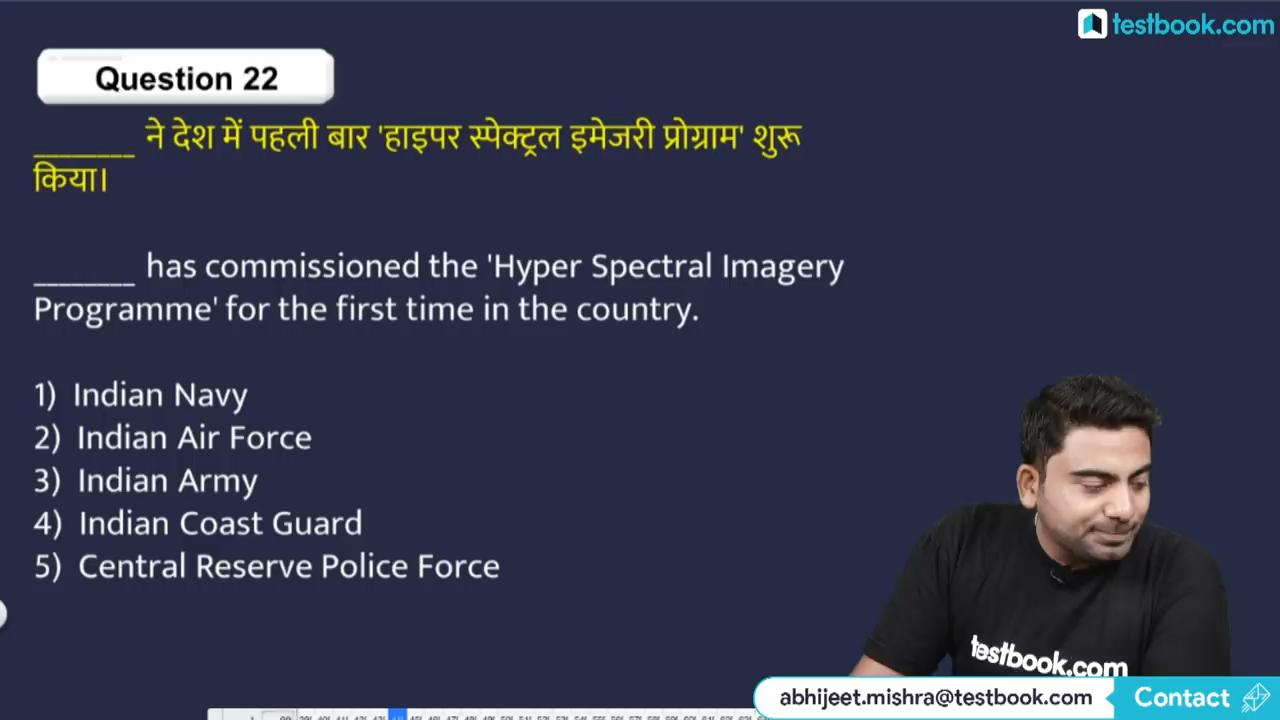 testbook.com
Question 22
________ ने देश में पहली बार 'हाइपर स्पेक्ट्रल इमेजरी प्रोग्राम' शुरू
किया।
________ has commissioned the 'Hyper Spectral Imagery
Programme' for the first time in the country.
1) Indian Navy
2) Indian Air Force
3) Indian Army
4) Indian Coast Guard
5) Central Reserve Police Force
testbook.com
abhijeet.mishra@testbook.com Contact